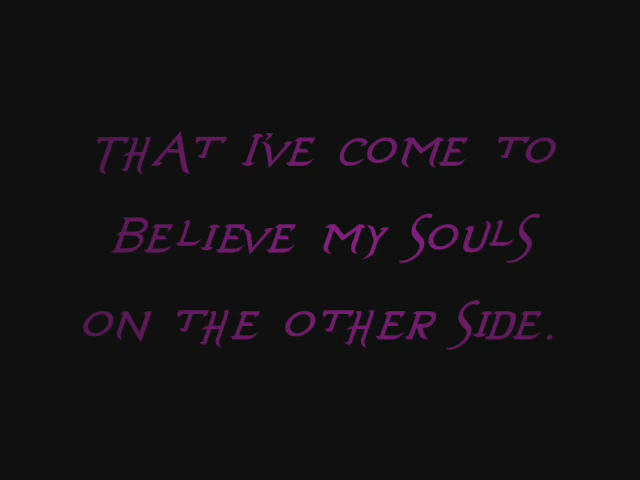 That I've come to
Believe my Souls
on the other Side.